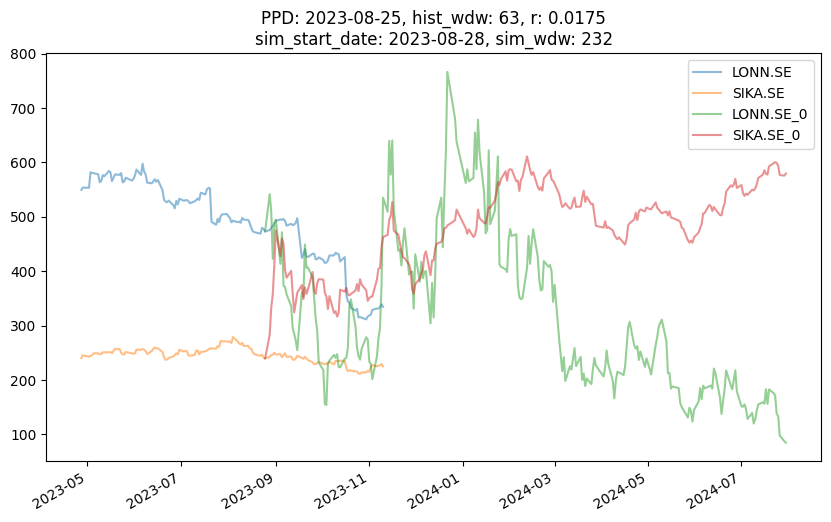 PPD: 2023-08-25, hist_wdw: 63, r: 0.0175
sim_start_date: 2023-08-28, sim_wdw: 232
800
700
600
500
400
300
200
100
LONN.SE
SIKA.SE
LONN.SE_0
SIKA.SE_0
2023-05
2023-07
2023-09
2023-11
2024-01
2024-03
2024-05
2024-07